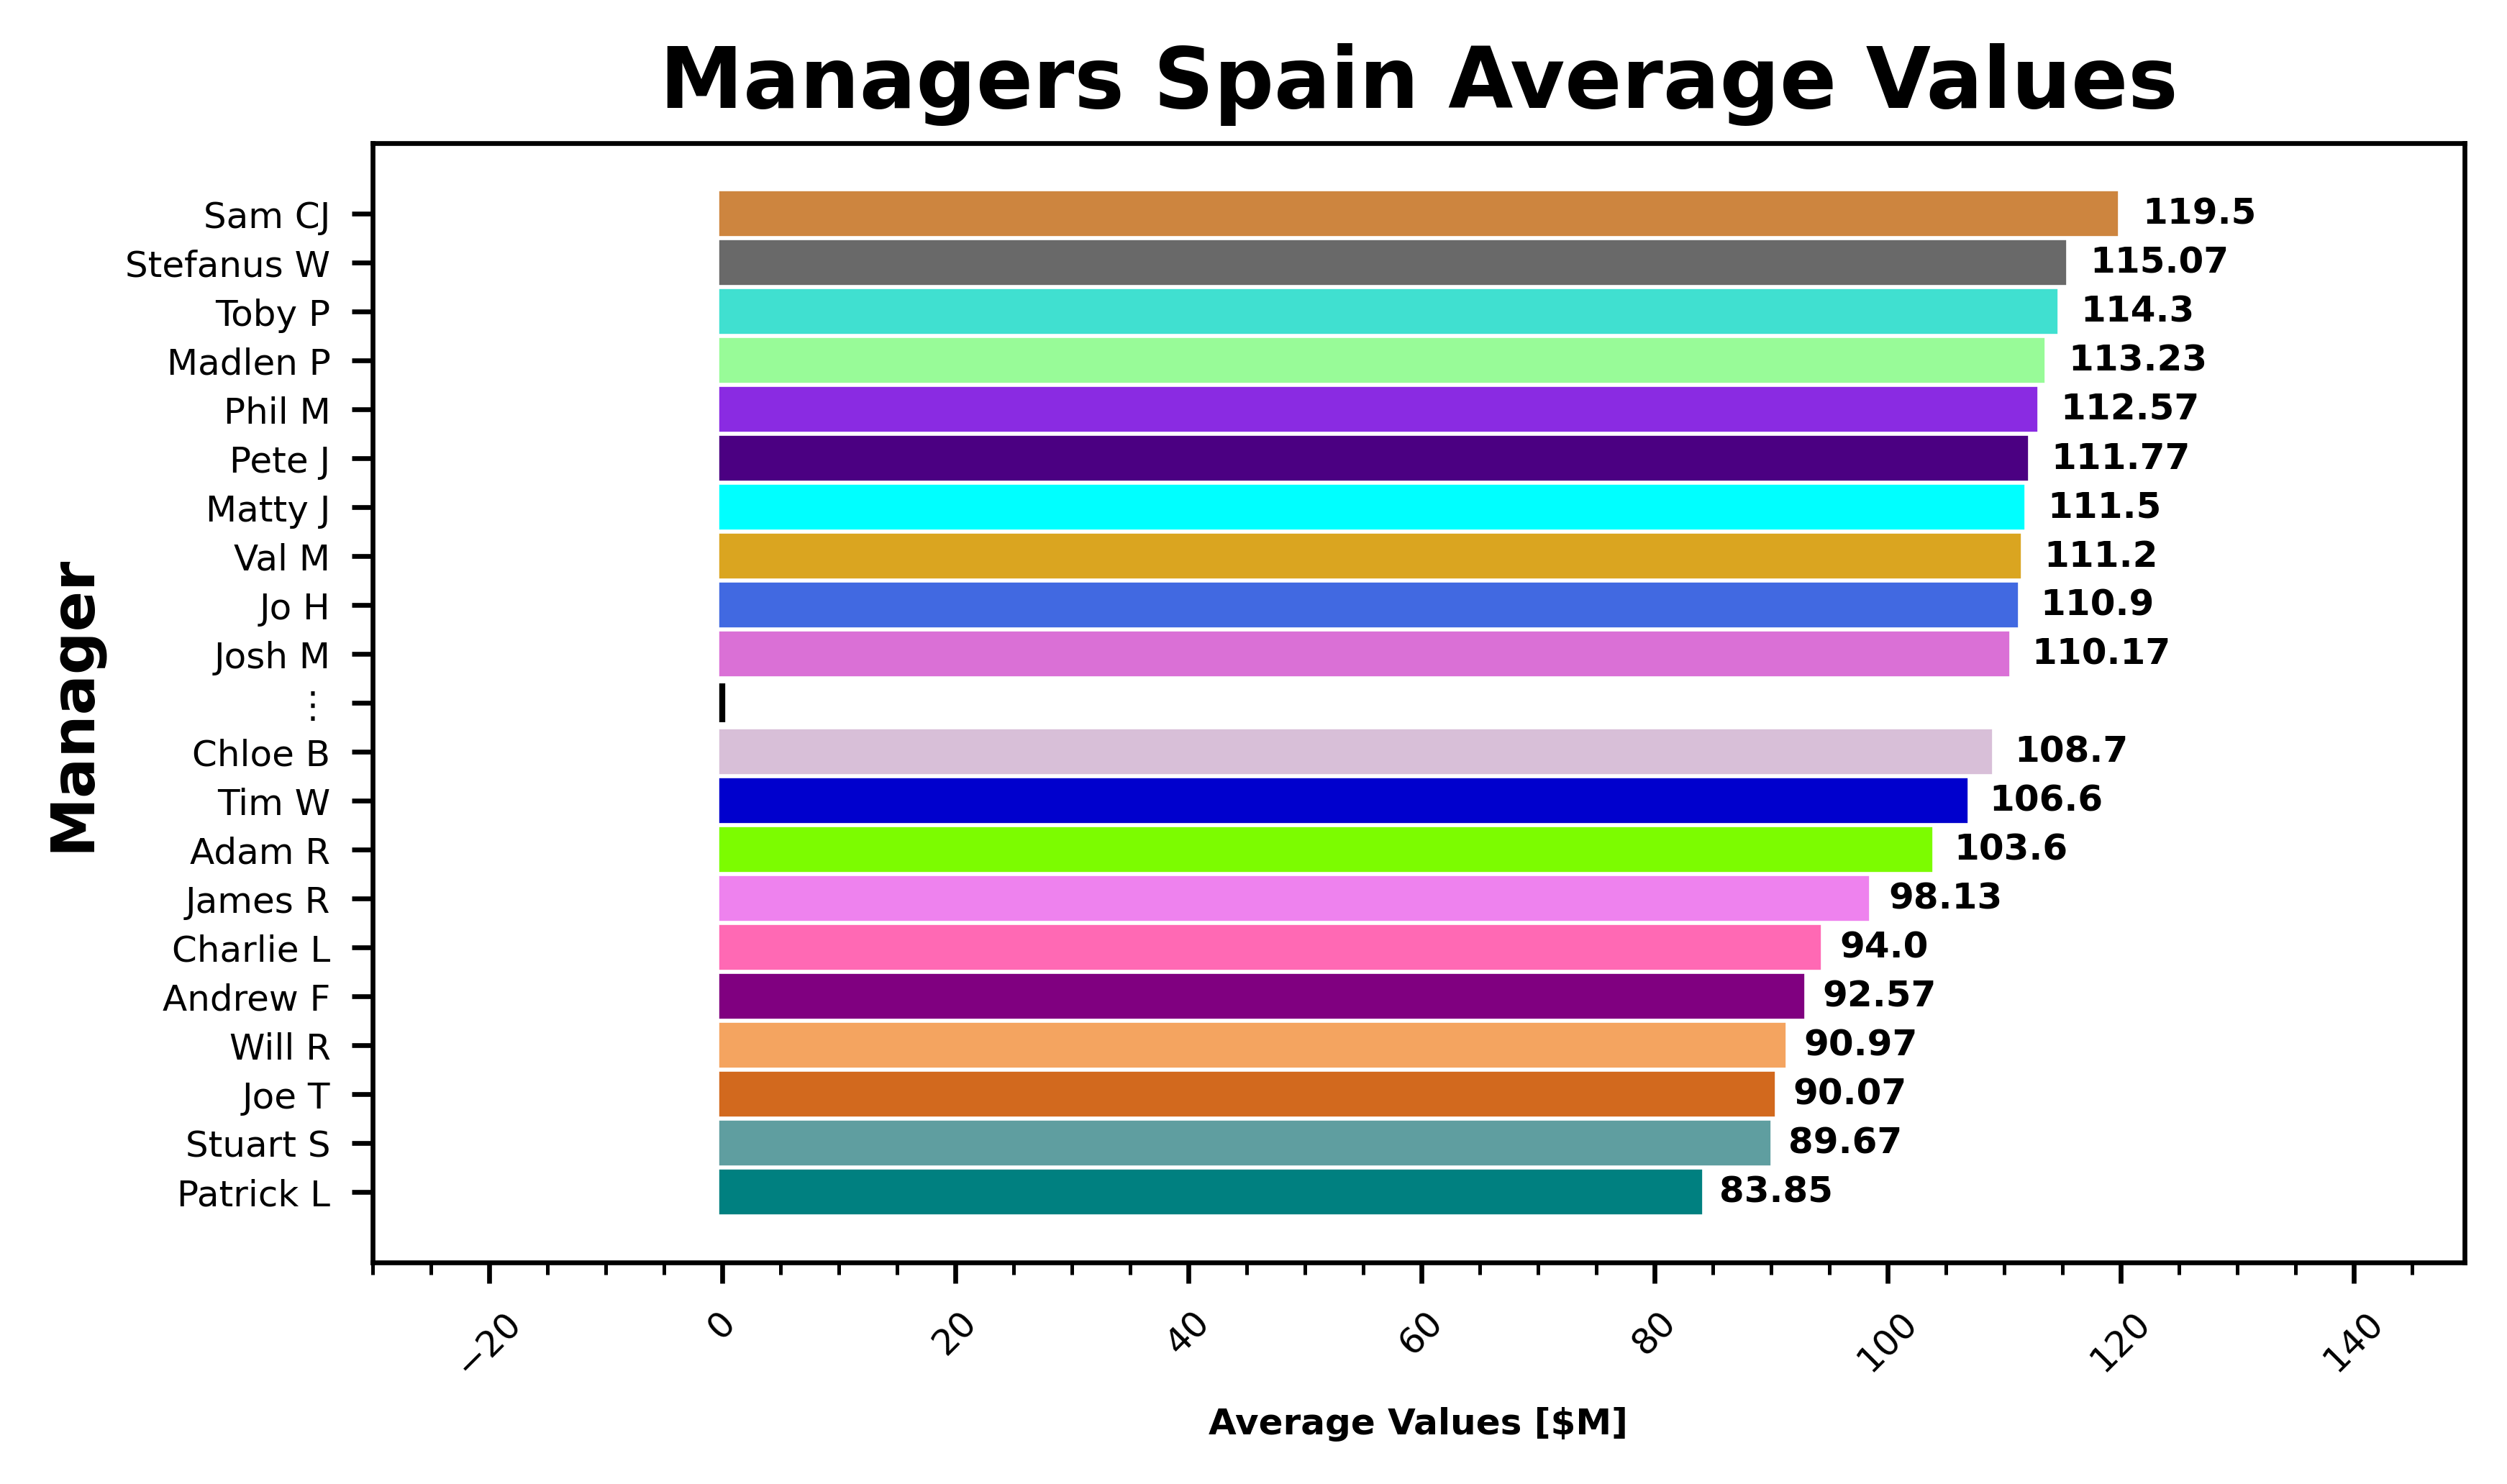 Managers Spain Average Values
Manager
Sam CJ 119.5
Stefanus W 115.07
Toby P 114.3
Madlen P 113.23
Phil M 112.57
Pete J 111.77
Matty J 111.5
Val M 111.2
Jo H 110.9
Josh M 110.17
⋮
Chloe B 108.7
Tim W 106.6
Adam R 103.6
James R 98.13
Charlie L 94.0
Andrew F 92.57
Will R 90.97
Joe T 90.07
Stuart S 89.67
Patrick L 83.85
−20 0 20 40 60 80 100 120 140
Average Values [$M]